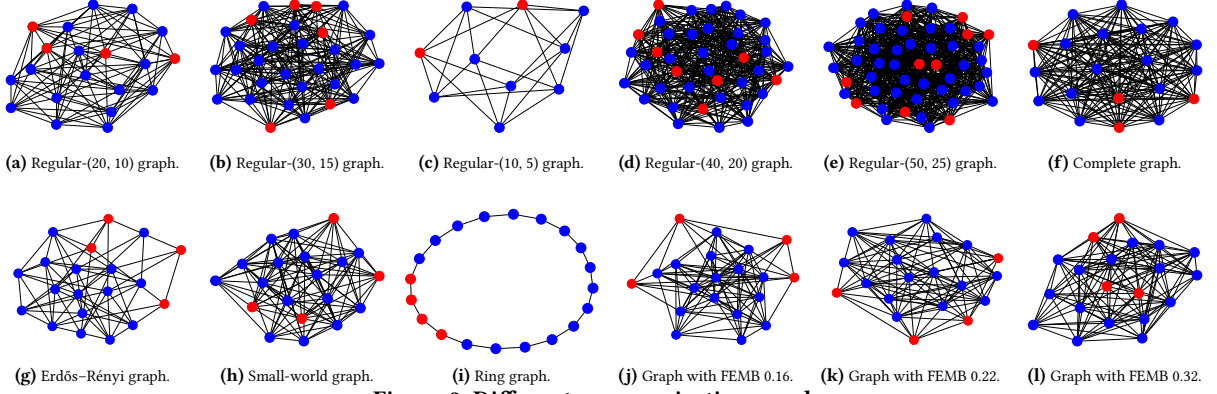 (a) Regular-(20, 10) graph. (b) Regular-(30, 15) graph. (c) Regular-(10, 5) graph. (d) Regular-(40, 20) graph. (e) Regular-(50, 25) graph. (f) Complete graph.
(g) Erdős–Rényi graph. (h) Small-world graph. (i) Ring graph. (j) Graph with FEMB 0.16. (k) Graph with FEMB 0.22. (l) Graph with FEMB 0.32.